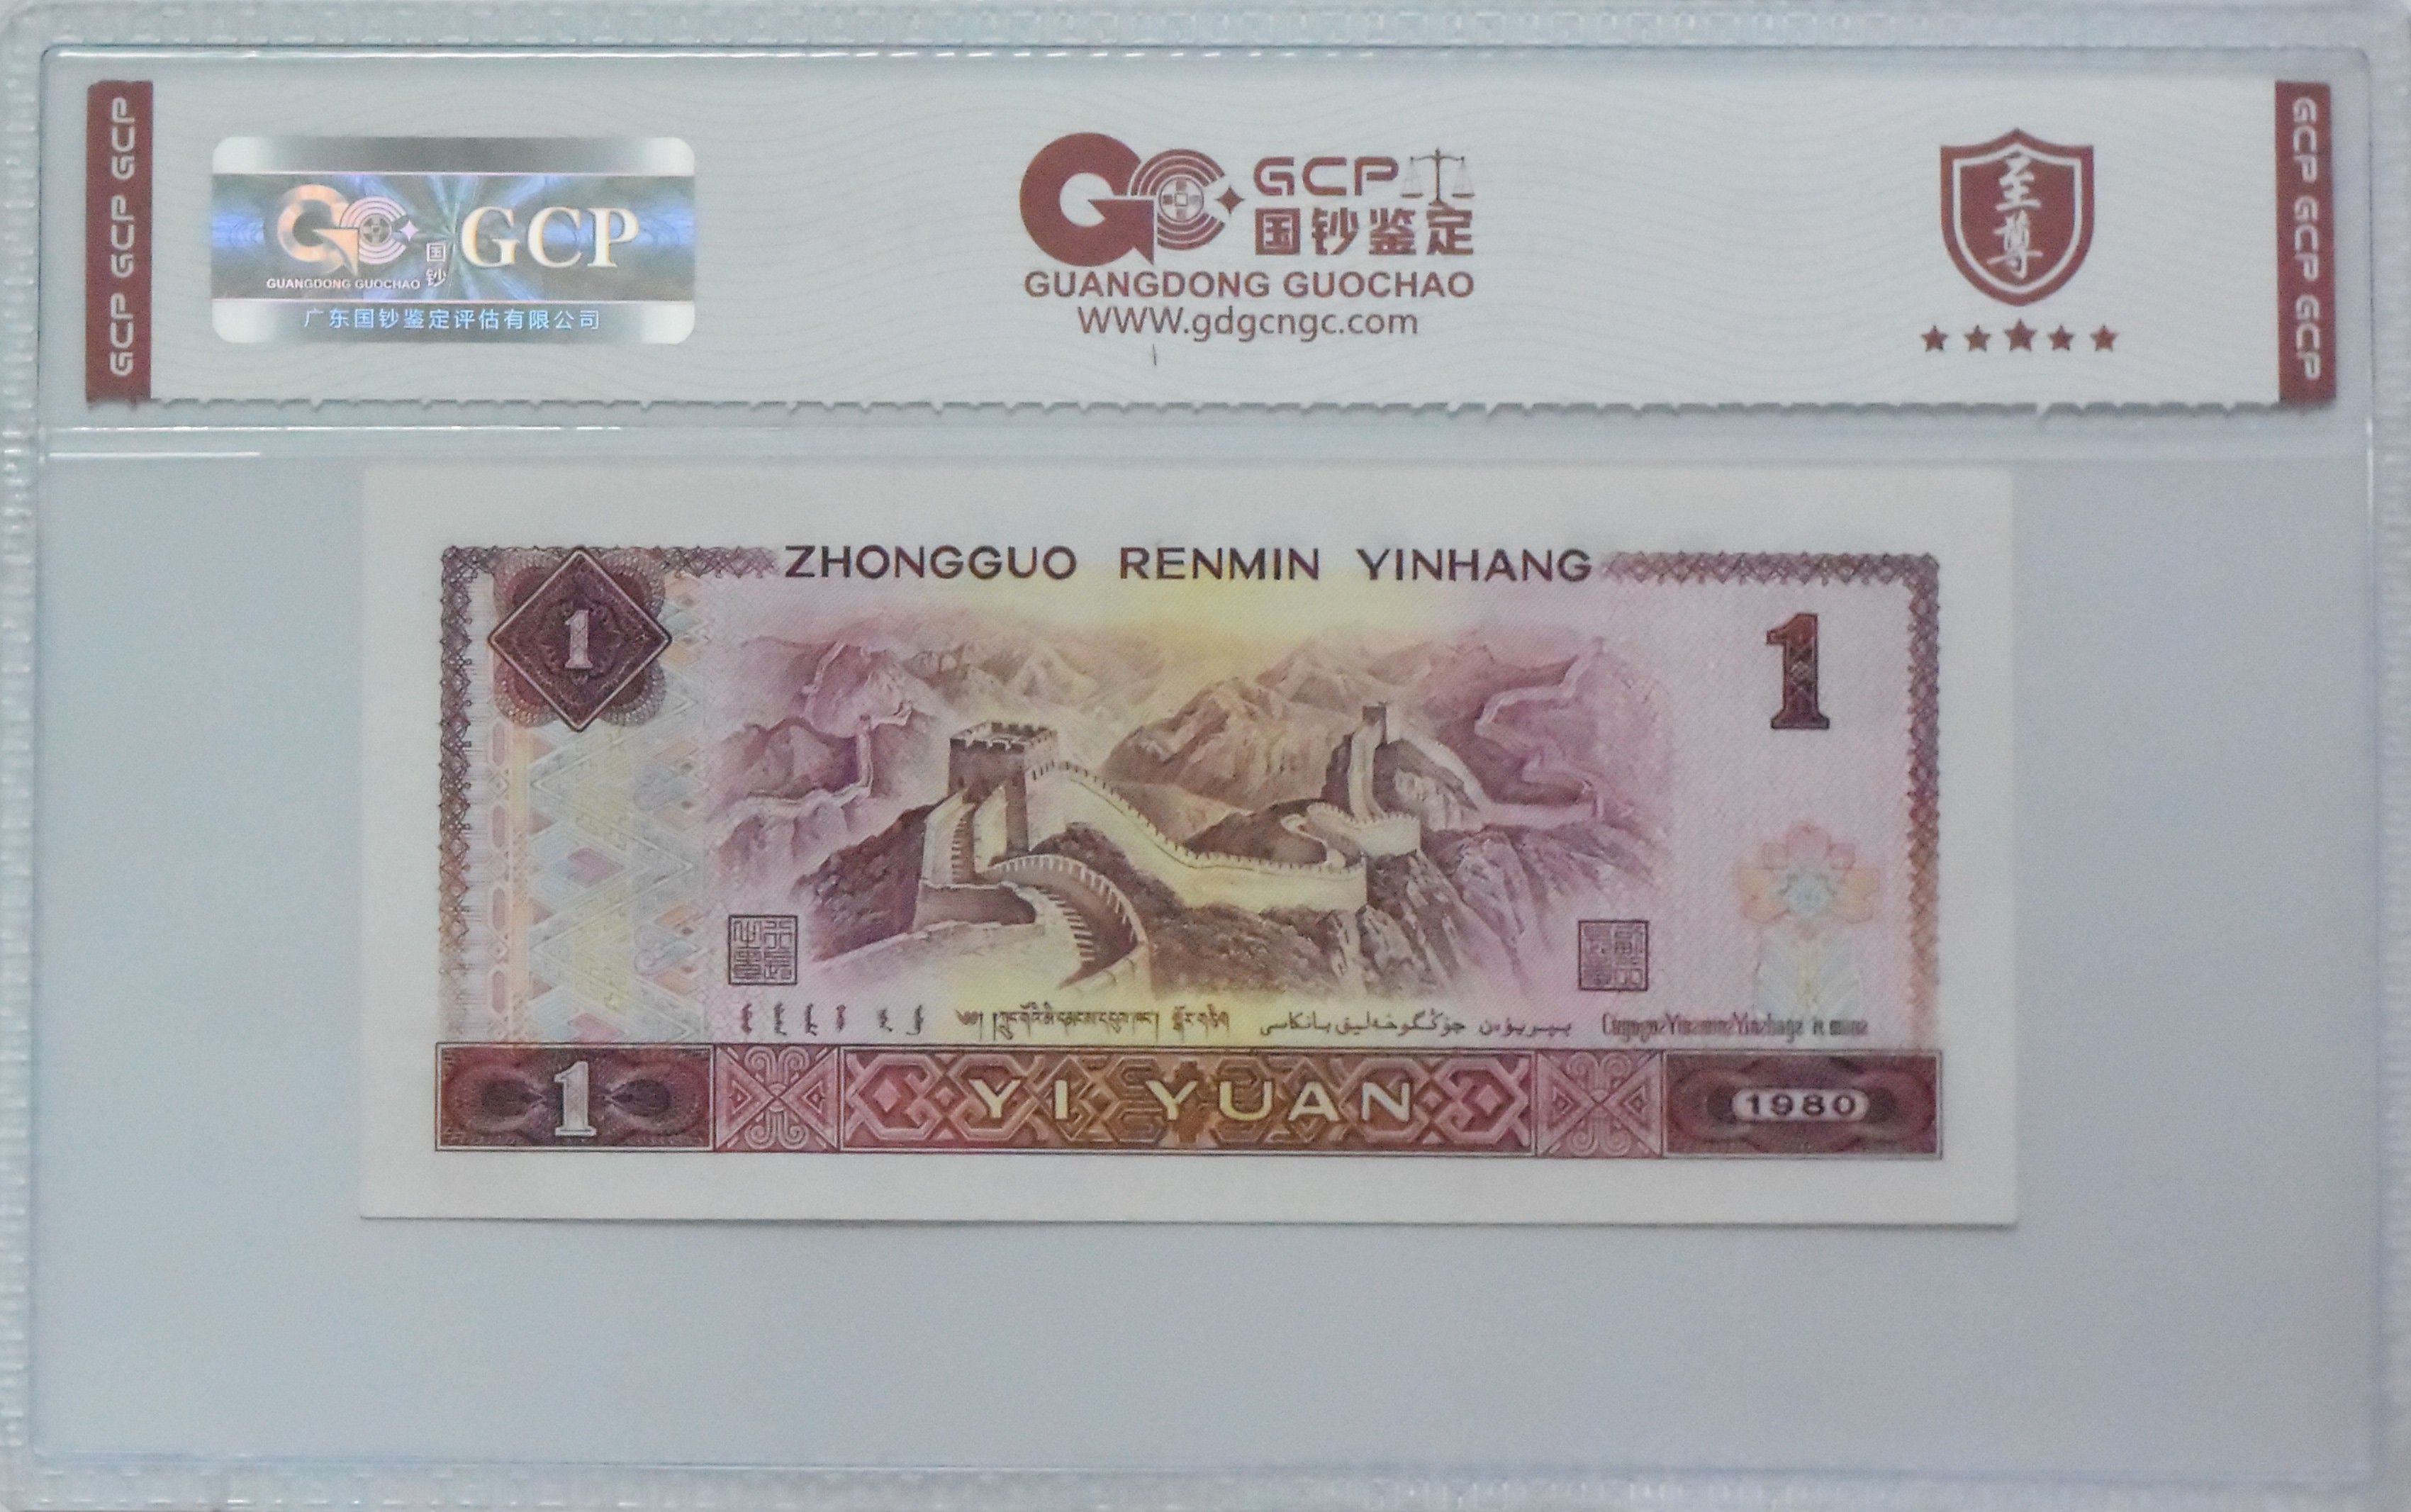 GCP GCP GCP
GUANGDONG GUOCHAO
国钞
GCP
广东国钞鉴定评估有限公司
GCP
国钞鉴定
GUANGDONG GUOCHAO
WWW.gdgcngc.com
至尊
GCP GCP GCP
ZHONGGUO RENMIN YINHANG
1
1
1
YI YUAN
1980